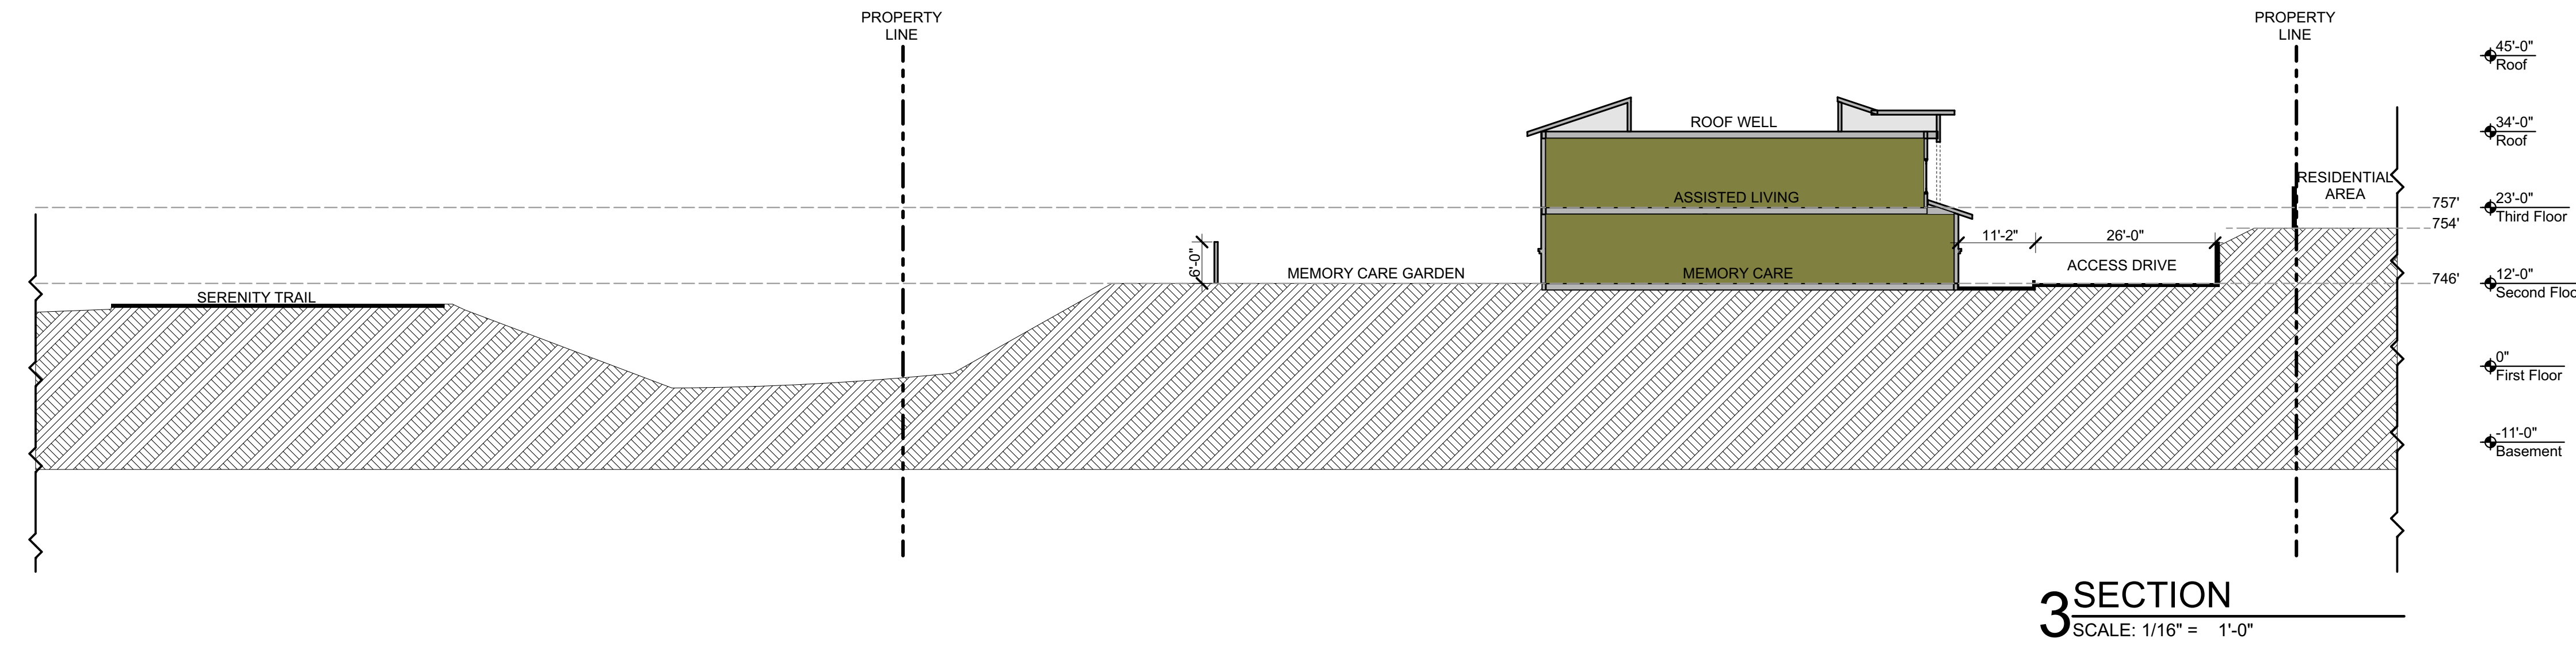 PROPERTY
LINE
PROPERTY
LINE
45'-0"
Roof
ROOF WELL
34'-0"
Roof
RESIDENTIAL
AREA
ASSISTED LIVING
757'
23'-0"
Third Floor
754'
11'-2"
26'-0"
6'-0"
MEMORY CARE GARDEN
MEMORY CARE
ACCESS DRIVE
746'
12'-0"
Second Floo
SERENITY TRAIL
0"
First Floor
-11'-0"
Basement
3 SECTION
SCALE: 1/16" = 1'-0"